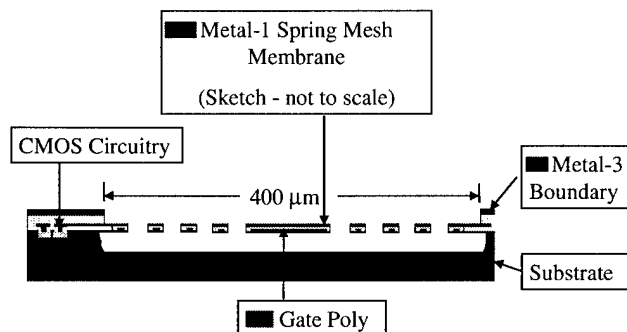 Metal-1 Spring Mesh
Membrane
(Sketch - not to scale)
CMOS Circuitry
Metal-3
Boundary
400 μm
Substrate
Gate Poly